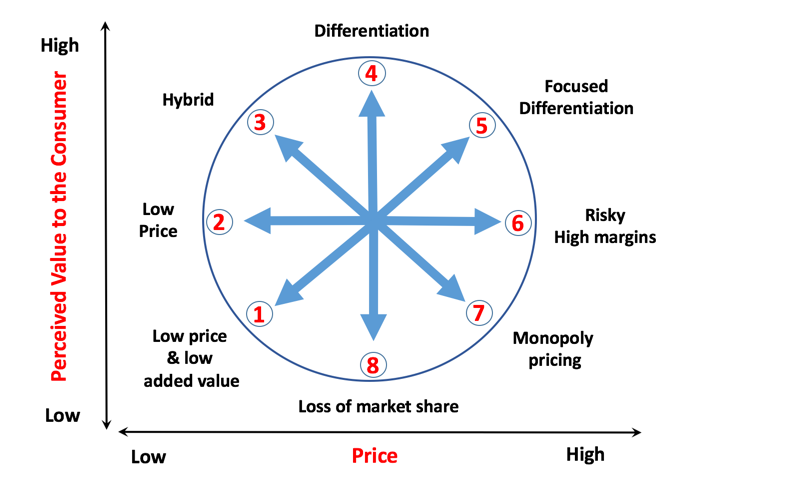 Differentiation
High
4
Focused
Differentiation
Hybrid
3
5
Perceived Value to the Consumer
Low
Price
2
6
Risky
High margins
1
7
Low price
& low
added value
Monopoly
pricing
8
Loss of market share
Low
Low
Price
High